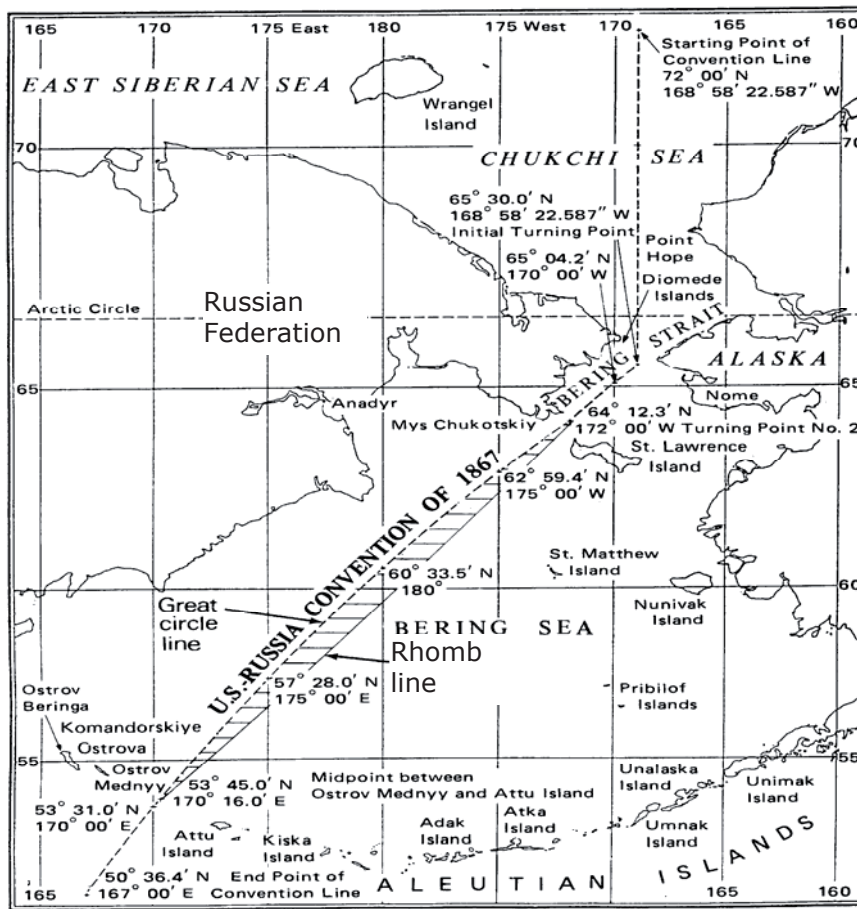 165 170 East 180 West 170 165 160
Starting Point of
Convention Line
72° 00′ N
168° 58′ 22.587″ W
EAST SIBERIAN SEA
Wrangel
Island
70
70
CHUKCHI SEA
65° 30.0′ N
168° 58′ 22.587″ W
Initial Turning Point
65° 04.2′ N
170° 00′ W
Point
Hope
Diomede
Islands
Arctic Circle
Russian
Federation
BERING STRAIT
ALASKA
65
65
Anadyr
Mys Chukotskiy
Nome
64° 12.3′ N
172° 00′ W Turning Point No. 2
St. Lawrence
Island
62° 59.4′ N
175° 00′ W
U.S.-RUSSIA CONVENTION OF 1867
St. Matthew
Island
60° 33.5′ N
180°
60
60
Nunivak
Island
Great
circle
line
BERING SEA
Rhomb
line
57° 28.0′ N
175° 00′ E
Pribilof
Islands
Ostrov
Beringa
Komandorskiye
Ostrova
Ostrov
Mednyy
55
55
53° 45.0′ N
170° 16.0′ E
Midpoint between
Ostrov Mednyy and Attu Island
53° 31.0′ N
170° 00′ E
Unalaska
Island
Unimak
Island
Umnak
Island
Attu
Island
Kiska
Island
Adak
Island
Atka
Island
50° 36.4′ N End Point of
167° 00′ E Convention Line
ALEUTIAN ISLANDS
165 170 175 180 175 170 165